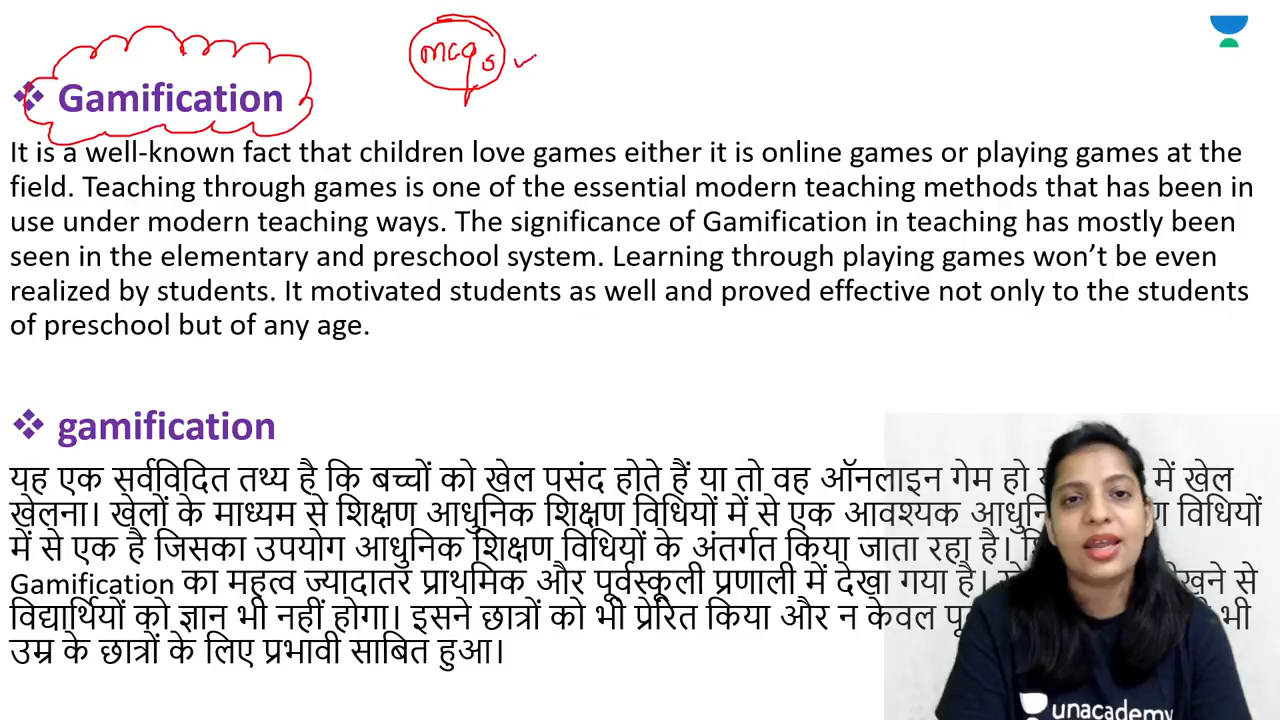 mcqs
Gamification
It is a well-known fact that children love games either it is online games or playing games at the
field. Teaching through games is one of the essential modern teaching methods that has been in
use under modern teaching ways. The significance of Gamification in teaching has mostly been
seen in the elementary and preschool system. Learning through playing games won’t be even
realized by students. It motivated students as well and proved effective not only to the students
of preschool but of any age.
gamification
यह एक सर्वविदित तथ्य है कि बच्चों को खेल पसंद होते हैं या तो वह ऑनलाइन गेम हो में खेल
खेलना। खेलों के माध्यम से शिक्षण आधुनिक शिक्षण विधियों में से एक आवश्यक विधियों
में से एक है जिसका उपयोग आधुनिक शिक्षण विधियों के अंतर्गत किया जाता रहा है।
Gamification का महत्व ज्यादातर प्राथमिक और पूर्वस्कूली प्रणाली में देखा गया है। से
विद्यार्थियों को ज्ञान भी नहीं होगा। इसने छात्रों को भी प्रेरित किया और न केवल भी
उम्र के छात्रों के लिए प्रभावी साबित हुआ।
unacademy